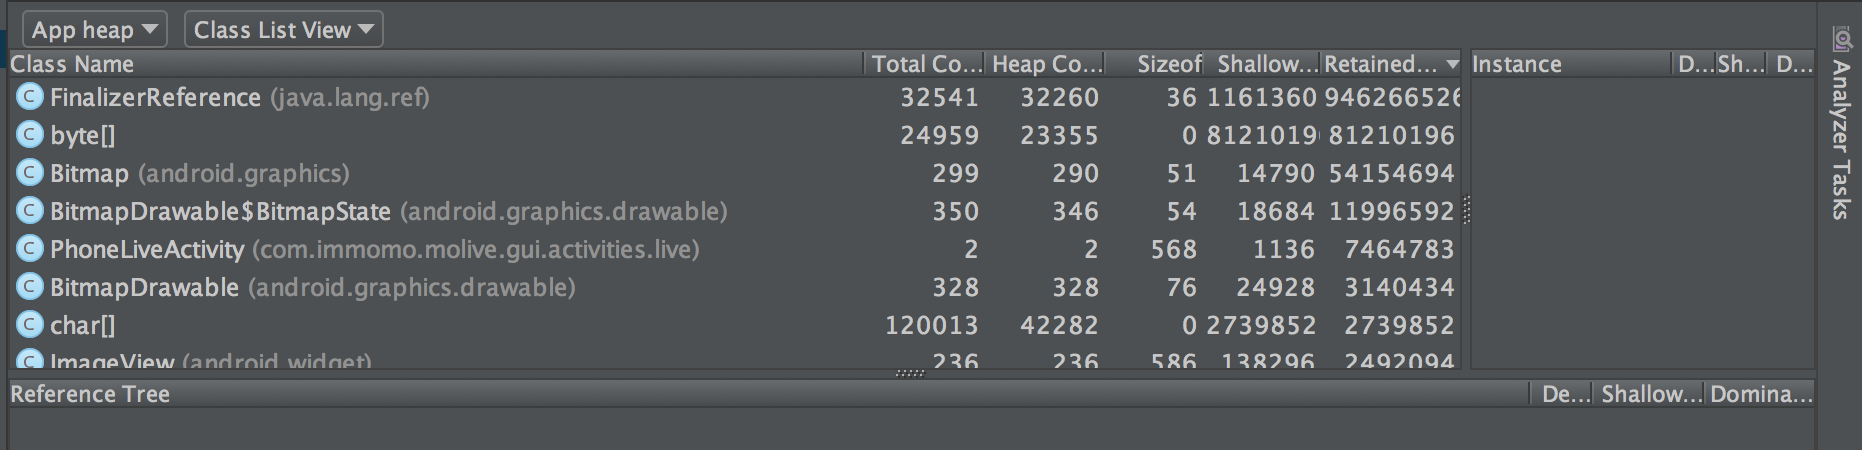 App heap Class List View
Class Name Total Co... Heap Co... Sizeof Shallow... Retained... Instance D... Sh... D...
C FinalizerReference (java.lang.ref) 32541 32260 36 1161360 946266526
C byte[] 24959 23355 0 8121019 81210196
C Bitmap (android.graphics) 299 290 51 14790 54154694
C BitmapDrawable$BitmapState (android.graphics.drawable) 350 346 54 18684 11996592
C PhoneLiveActivity (com.immomo.molive.gui.activities.live) 2 2 568 1136 7464783
C BitmapDrawable (android.graphics.drawable) 328 328 76 24928 3140434
C char[] 120013 42282 0 2739852 2739852
C ImageView (android.widget) 236 236 586 138296 2492094
Reference Tree De... Shallow... Domina...
Analyzer Tasks